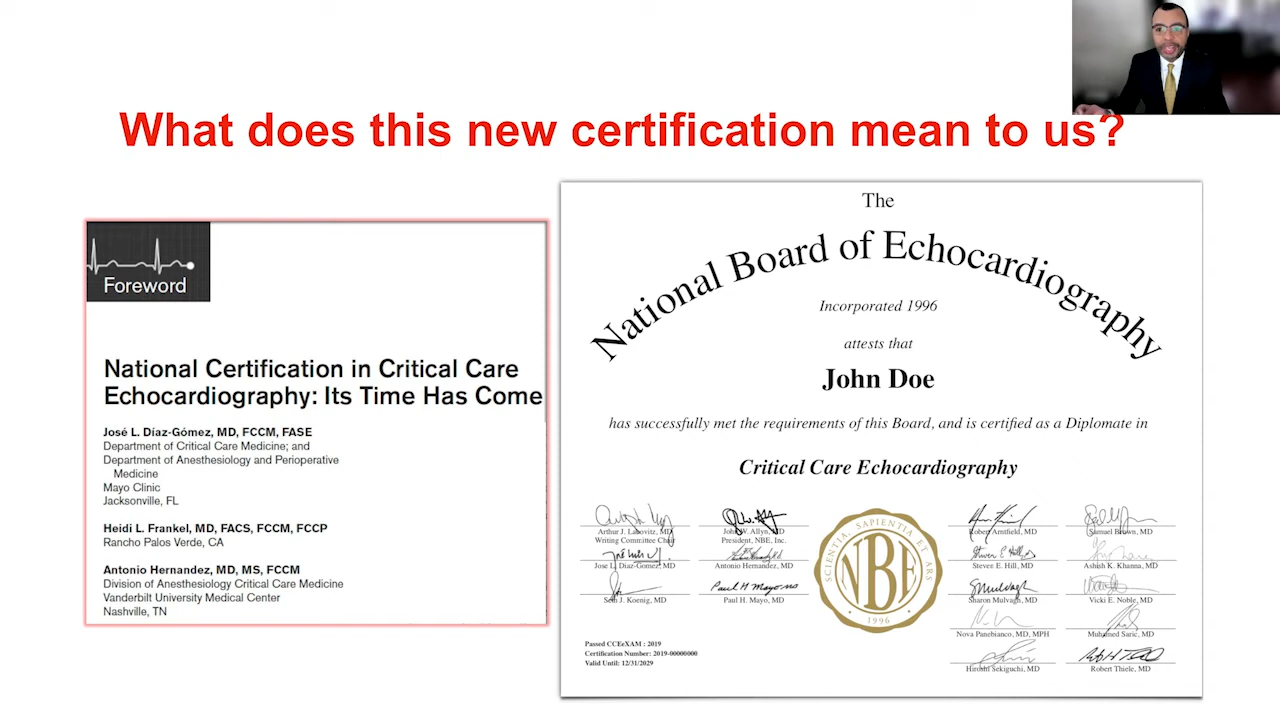 What does this new certification mean to us?
Foreword
National Certification in Critical Care
Echocardiography: Its Time Has Come
José L. Díaz-Gómez, MD, FCCM, FASE
Department of Critical Care Medicine; and
Department of Anesthesiology and Perioperative
Medicine
Mayo Clinic
Jacksonville, FL
Heidi L. Frankel, MD, FACS, FCCM, FCCP
Rancho Palos Verde, CA
Antonio Hernandez, MD, MS, FCCM
Division of Anesthesiology Critical Care Medicine
Vanderbilt University Medical Center
Nashville, TN
The
National Board of Echocardiography
Incorporated 1996
attests that
John Doe
has successfully met the requirements of this Board, and is certified as a Diplomate in
Critical Care Echocardiography
Arthur J. Labovitz, MD
Writing Committee Chair
John W. Allyn, MD
President, NBE, Inc.
Jose L. Diaz-Gomez, MD
Antonio Hernandez, MD
Seth J. Koenig, MD
Paul H Mayo MD
Paul H. Mayo, MD
SCIENTIA, SAPIENTIA ET ARS
NBE
1996
Robert Arntfield, MD
Samuel Brown, MD
Steven E. Hill, MD
Ashish K. Khanna, MD
Sharon Mulvagh, MD
Vicki E. Noble, MD
Nova Panebianco, MD, MPH
Muhamed Saric, MD
Hiroshi Sekiguchi, MD
Robert Thiele, MD
Passed CCEeXAM : 2019
Certification Number: 2019-00000000
Valid Until: 12/31/2029